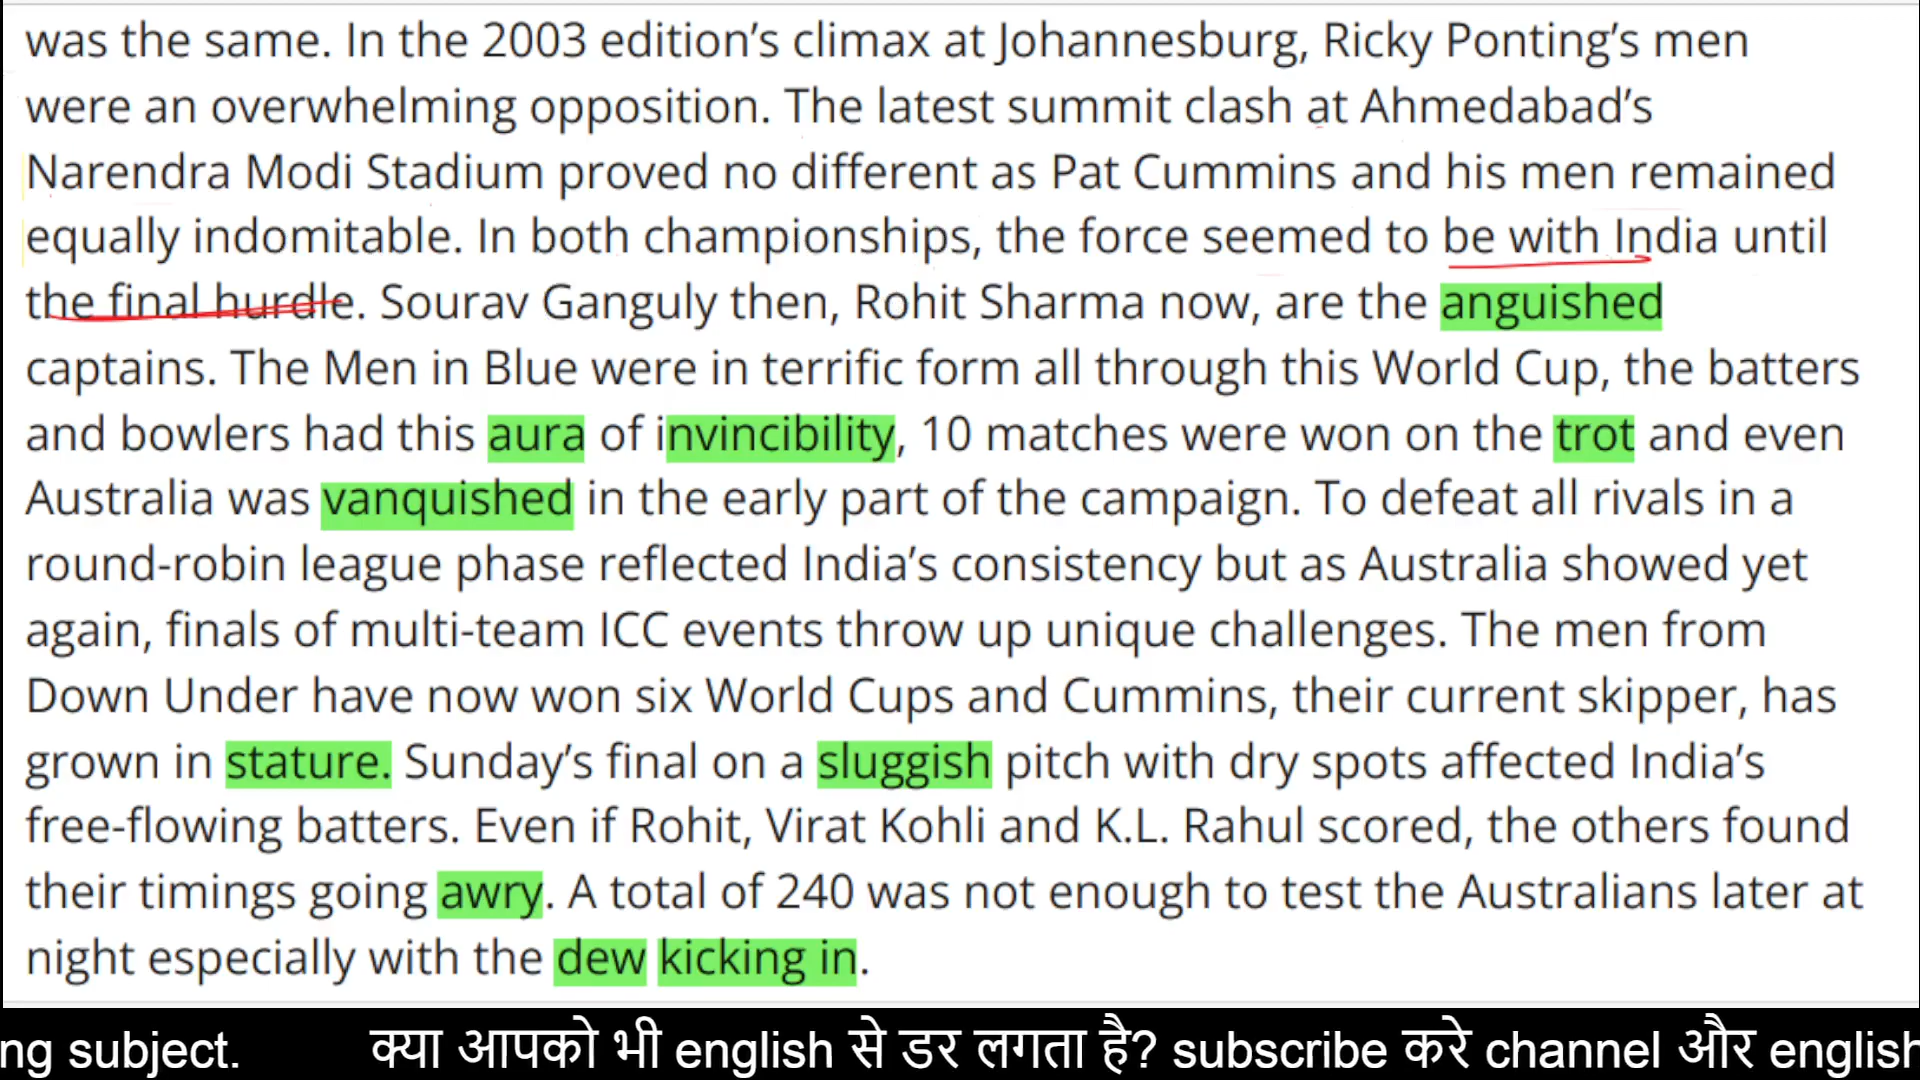 was the same. In the 2003 edition’s climax at Johannesburg, Ricky Ponting’s men
were an overwhelming opposition. The latest summit clash at Ahmedabad’s
Narendra Modi Stadium proved no different as Pat Cummins and his men remained
equally indomitable. In both championships, the force seemed to be with India until
the final hurdle. Sourav Ganguly then, Rohit Sharma now, are the anguished
captains. The Men in Blue were in terrific form all through this World Cup, the batters
and bowlers had this aura of invincibility, 10 matches were won on the trot and even
Australia was vanquished in the early part of the campaign. To defeat all rivals in a
round-robin league phase reflected India’s consistency but as Australia showed yet
again, finals of multi-team ICC events throw up unique challenges. The men from
Down Under have now won six World Cups and Cummins, their current skipper, has
grown in stature. Sunday’s final on a sluggish pitch with dry spots affected India’s
free-flowing batters. Even if Rohit, Virat Kohli and K.L. Rahul scored, the others found
their timings going awry. A total of 240 was not enough to test the Australians later at
night especially with the dew kicking in.
ng subject. क्या आपको भी english से डर लगता है? subscribe करे channel और english